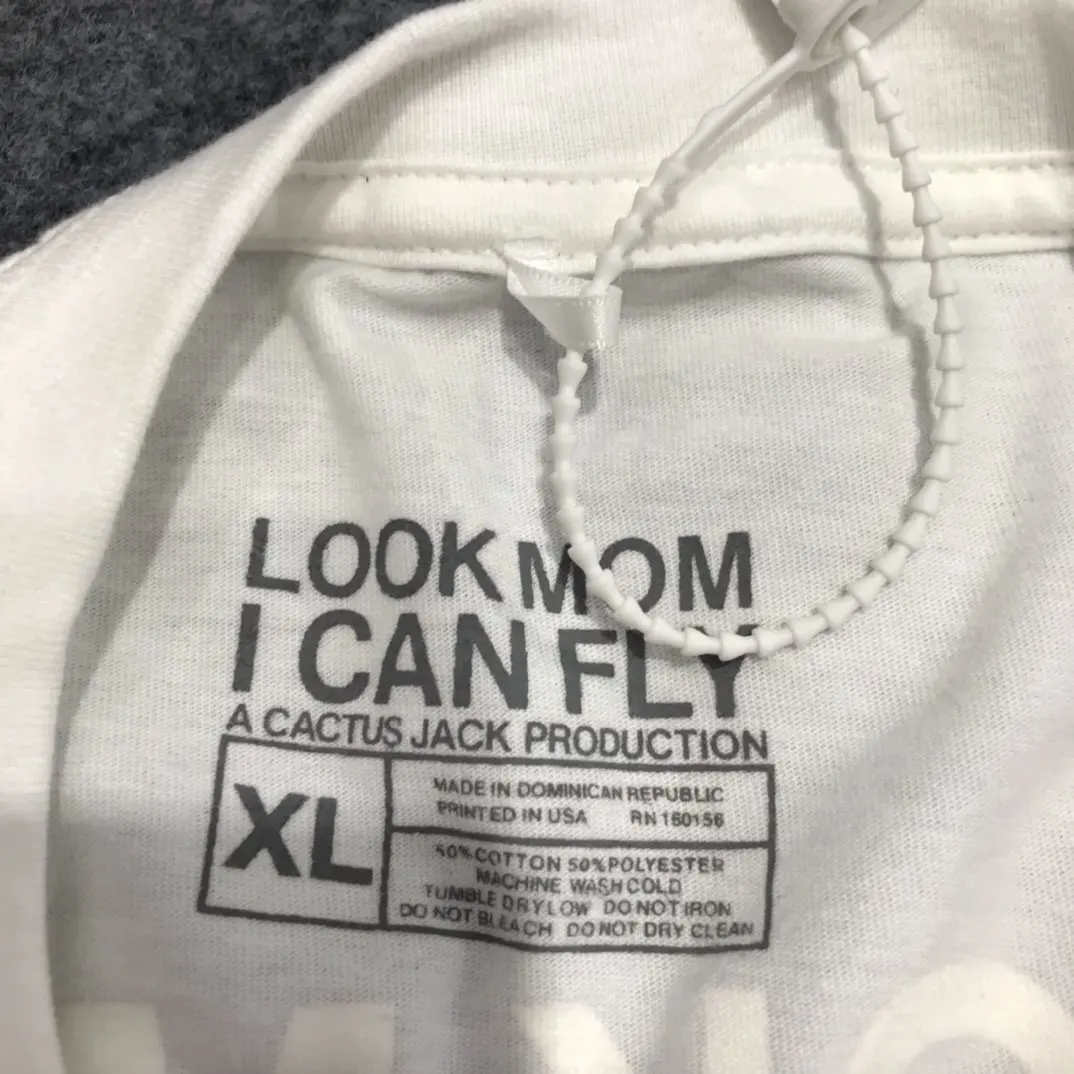 LOOK MOM
I CAN FLY
A CACTUS JACK PRODUCTION
XL
MADE IN DOMINICAN REPUBLIC
PRINTED IN USA RN 160156
50% COTTON 50% POLYESTER
MACHINE WASH COLD
TUMBLE DRY LOW DO NOT IRON
DO NOT BLEACH DO NOT DRY CLEAN